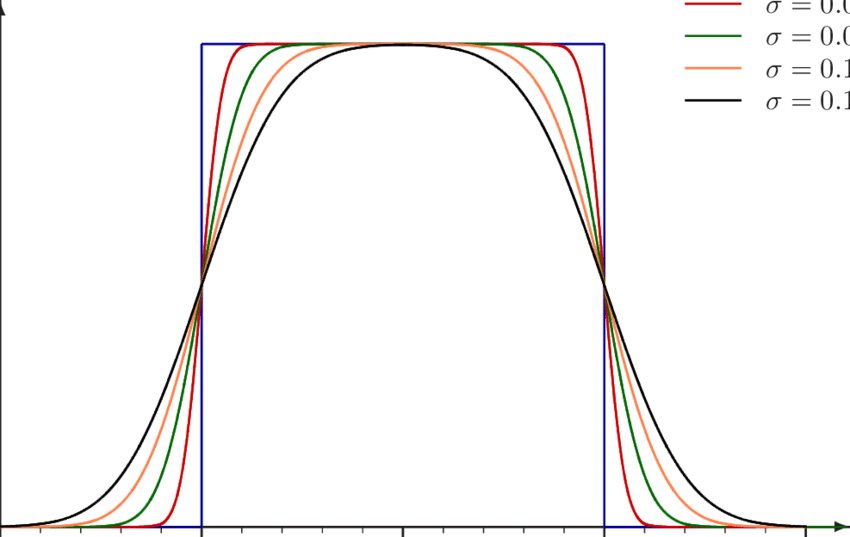 σ = 0.0
σ = 0.0
σ = 0.1
σ = 0.1